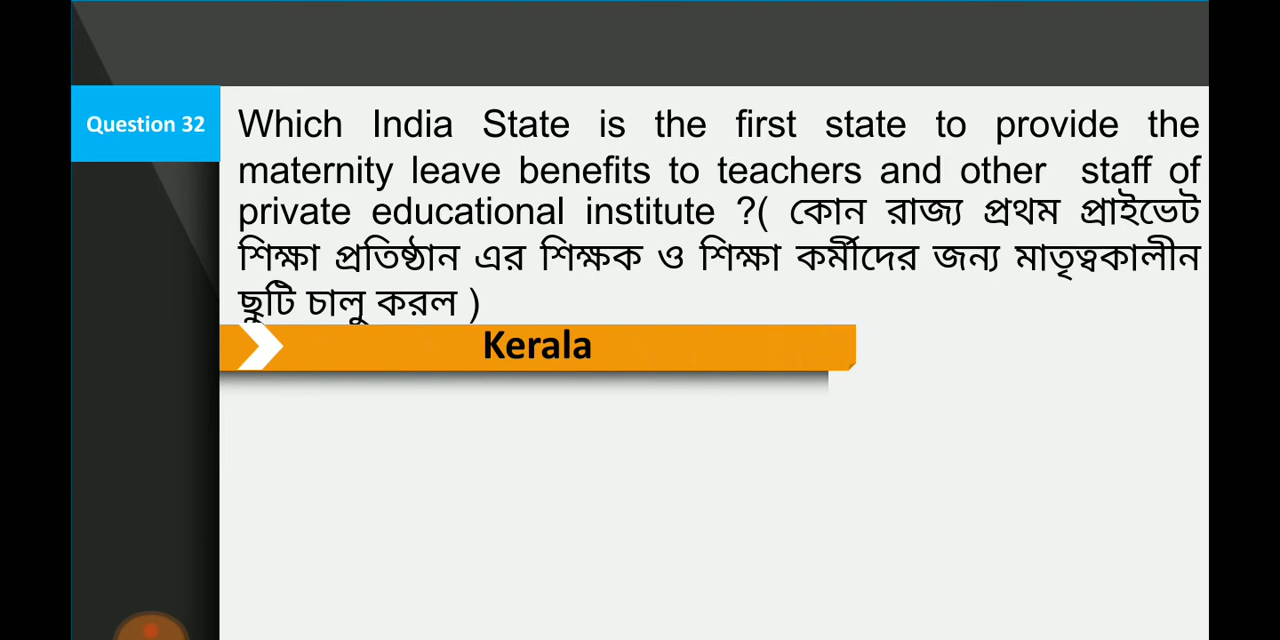 Question 32
Which India State is the first state to provide the
maternity leave benefits to teachers and other staff of
private educational institute ?( কোন রাজ্য প্রথম প্রাইভেট
শিক্ষা প্রতিষ্ঠান এর শিক্ষক ও শিক্ষা কর্মীদের জন্য মাতৃত্বকালীন
ছুটি চালু করল )
Kerala